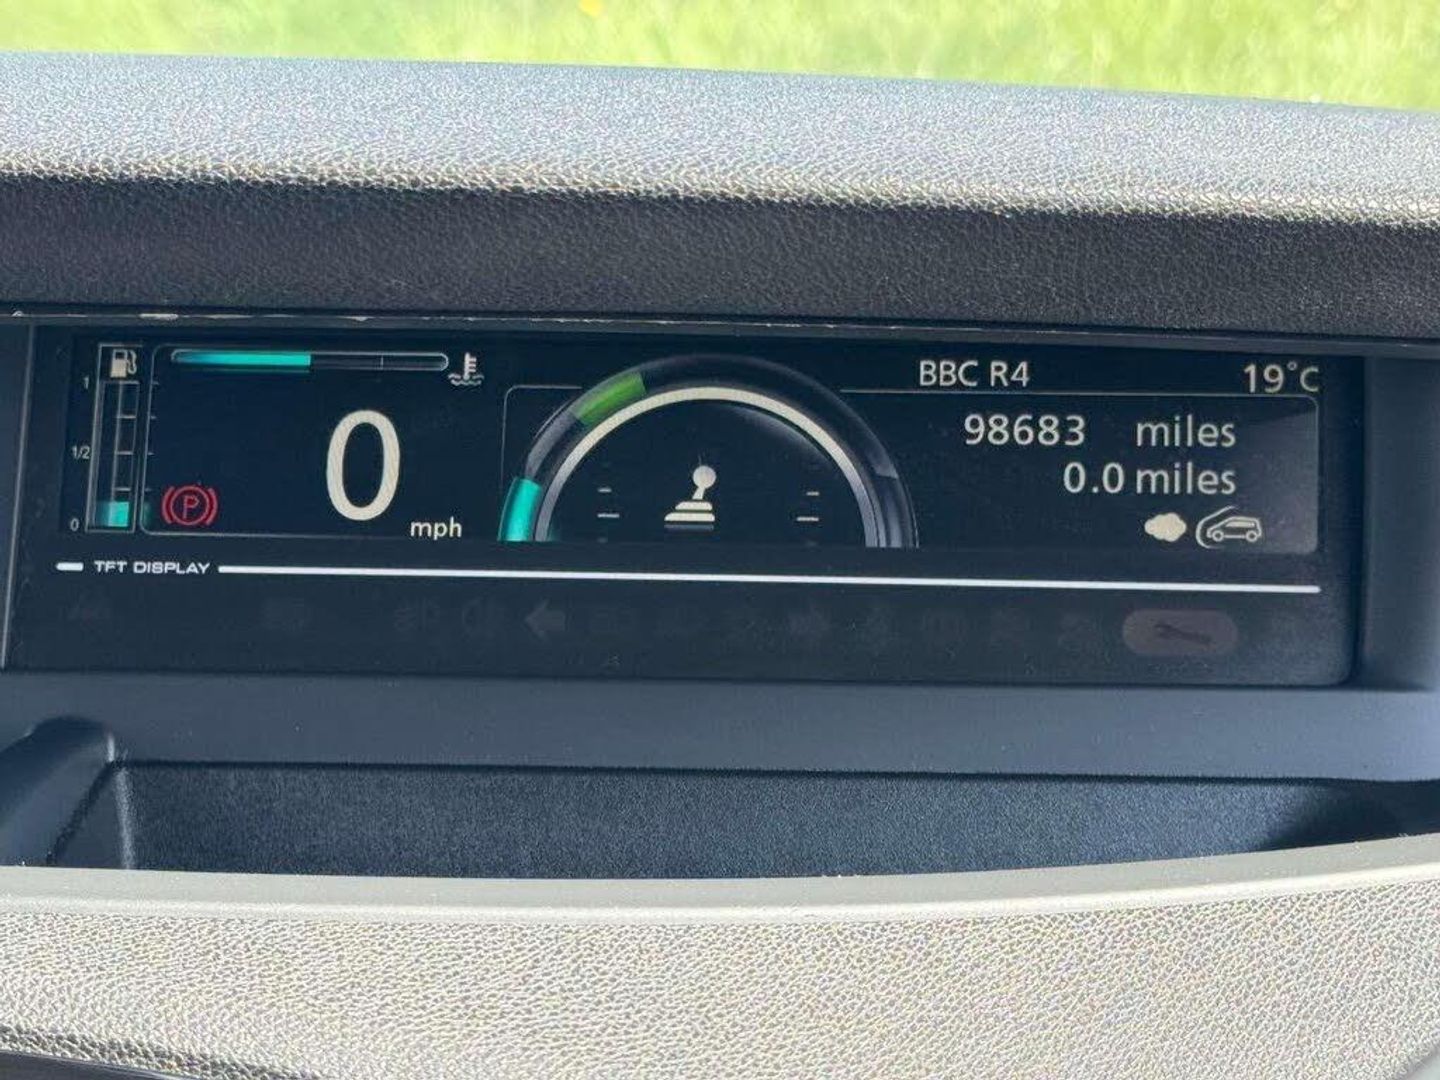 BBC R4
19°C
1
98683 miles
1/2
0
mph
0.0 miles
P
0
TFT DISPLAY